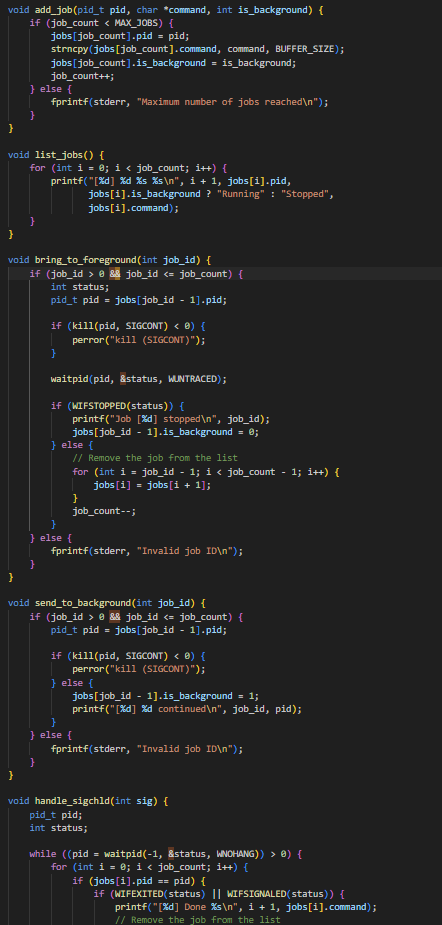 void add_job(pid_t pid, char *command, int is_background) {
    if (job_count < MAX_JOBS) {
        jobs[job_count].pid = pid;
        strncpy(jobs[job_count].command, command, BUFFER_SIZE);
        jobs[job_count].is_background = is_background;
        job_count++;
    } else {
        fprintf(stderr, "Maximum number of jobs reached\n");
    }
}

void list_jobs() {
    for (int i = 0; i < job_count; i++) {
        printf("[%d] %d %s %s\n", i + 1, jobs[i].pid,
               jobs[i].is_background ? "Running" : "Stopped",
               jobs[i].command);
    }
}

void bring_to_foreground(int job_id) {
    if (job_id > 0 && job_id <= job_count) {
        int status;
        pid_t pid = jobs[job_id - 1].pid;

        if (kill(pid, SIGCONT) < 0) {
            perror("kill (SIGCONT)");
        }

        waitpid(pid, &status, WUNTRACED);

        if (WIFSTOPPED(status)) {
            printf("Job [%d] stopped\n", job_id);
            jobs[job_id - 1].is_background = 0;
        } else {
            // Remove the job from the list
            for (int i = job_id - 1; i < job_count - 1; i++) {
                jobs[i] = jobs[i + 1];
            }
            job_count--;
        }
    } else {
        fprintf(stderr, "Invalid job ID\n");
    }
}

void send_to_background(int job_id) {
    if (job_id > 0 && job_id <= job_count) {
        pid_t pid = jobs[job_id - 1].pid;

        if (kill(pid, SIGCONT) < 0) {
            perror("kill (SIGCONT)");
        } else {
            jobs[job_id - 1].is_background = 1;
            printf("[%d] %d continued\n", job_id, pid);
        }
    } else {
        fprintf(stderr, "Invalid job ID\n");
    }
}

void handle_sigchld(int sig) {
    pid_t pid;
    int status;

    while ((pid = waitpid(-1, &status, WNOHANG)) > 0) {
        for (int i = 0; i < job_count; i++) {
            if (jobs[i].pid == pid) {
                if (WIFEXITED(status) || WIFSIGNALED(status)) {
                    printf("[%d] Done %s\n", i + 1, jobs[i].command);
                    // Remove the job from the list